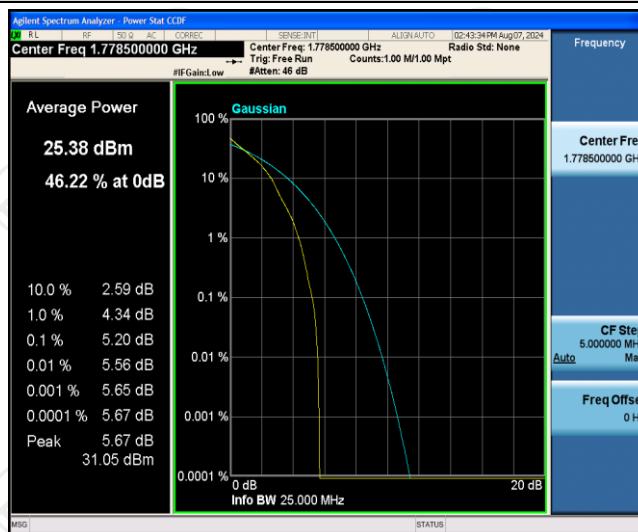 Agilent Spectrum Analyzer - Power Stat CCDF
RL RF 50 Ω AC CORREC SENSE:INT ALIGN AUTO 02:43:34 PM Aug 07, 2024
Center Freq 1.778500000 GHz
Center Freq: 1.778500000 GHz Radio Std: None
Trig: Free Run Counts:1.00 M/1.00 Mpt
#IFGain:Low #Atten: 46 dB
Frequency
Average Power
25.38 dBm
46.22 % at 0dB
10.0 % 2.59 dB
1.0 % 4.34 dB
0.1 % 5.20 dB
0.01 % 5.56 dB
0.001 % 5.65 dB
0.0001 % 5.67 dB
Peak 5.67 dB
31.05 dBm
Gaussian
100 %
10 %
1 %
0.1 %
0.01 %
0.001 %
0.0001 %
0 dB 20 dB
Info BW 25.000 MHz
Center Fre
1.778500000 GH
CF Ste
5.000000 MH
Auto Ma
Freq Offse
0 H
MSG STATUS